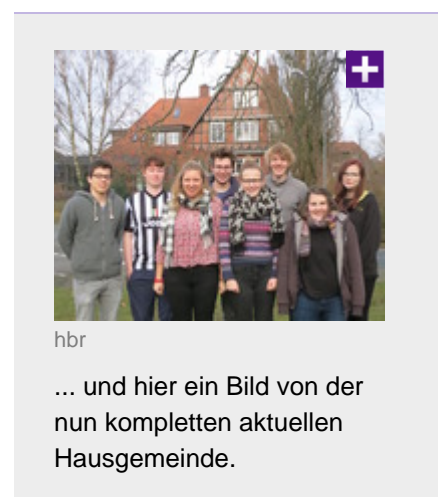 hbr
... und hier ein Bild von der
nun kompletten aktuellen
Hausgemeinde.